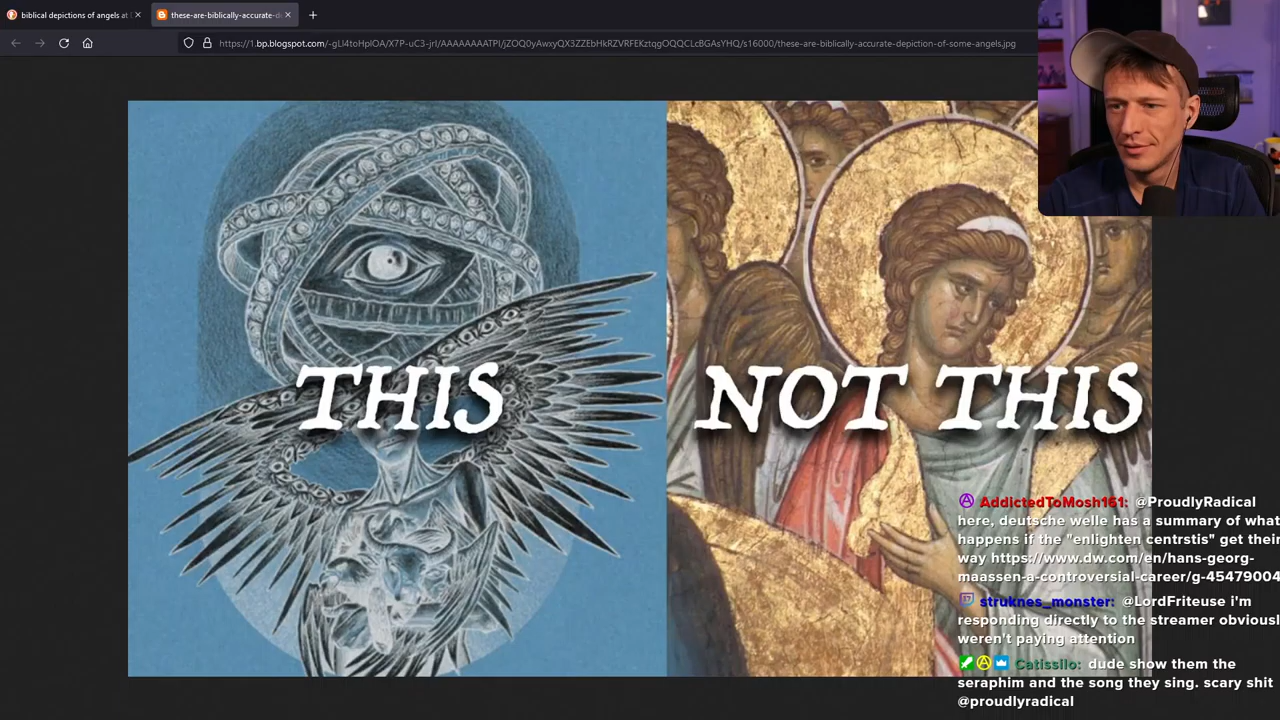 biblical depictions of angels at
these-are-biblically-accurate-d
https://1.bp.blogspot.com/-gLl4toHplOA/X7P-uC3-jrI/AAAAAAAATPI/jZOQ0yAwxyQX3ZZEbHkRZVRFEKztqgOQQCLcBGAsYHQ/s16000/these-are-biblically-accurate-depiction-of-some-angels.jpg
THIS
NOT THIS
AddictedToMosh161: @ProudlyRadical
here, deutsche welle has a summary of what
happens if the "enlighten centrstis" get their
way https://www.dw.com/en/hans-georg-
maassen-a-controversial-career/g-45479004
struknes_monster: @LordFriteuse i'm
responding directly to the streamer obviousl
weren't paying attention
Catissilo: dude show them the
seraphim and the song they sing. scary shit
@proudlyradical